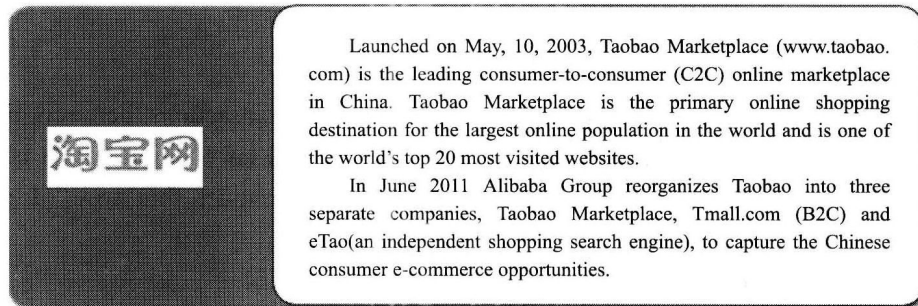 淘宝网
Launched on May, 10, 2003, Taobao Marketplace (www.taobao.
com) is the leading consumer-to-consumer (C2C) online marketplace
in China. Taobao Marketplace is the primary online shopping
destination for the largest online population in the world and is one of
the world's top 20 most visited websites.
In June 2011 Alibaba Group reorganizes Taobao into three
separate companies, Taobao Marketplace, Tmall.com (B2C) and
eTao(an independent shopping search engine), to capture the Chinese
consumer e-commerce opportunities.